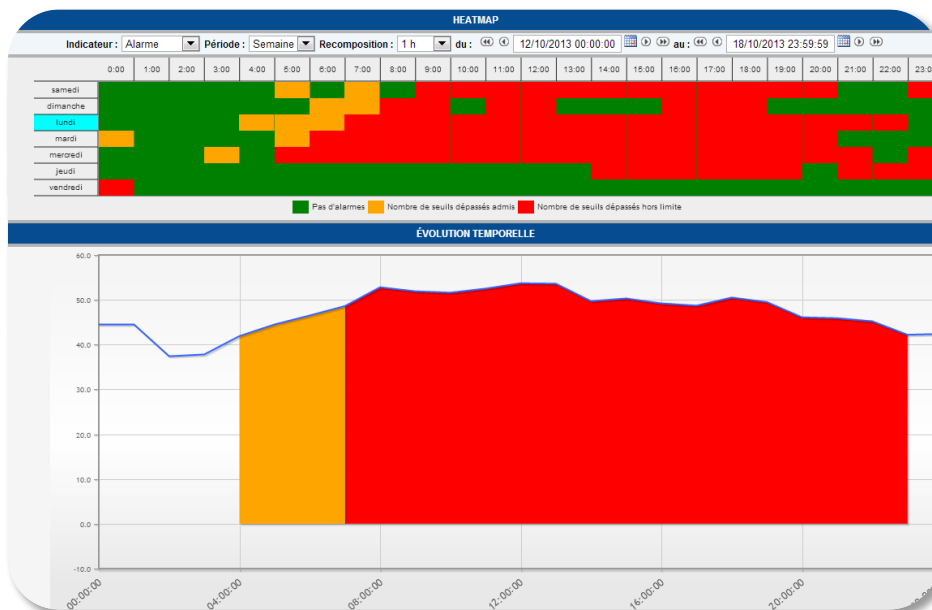 HEATMAP
Indicateur : Alarme Période : Semaine Recomposition : 1 h du : 12/10/2013 00:00:00 au : 18/10/2013 23:59:59
0:00 1:00 2:00 3:00 4:00 5:00 6:00 7:00 8:00 9:00 10:00 11:00 12:00 13:00 14:00 15:00 16:00 17:00 18:00 19:00 20:00 21:00 22:00 23:0
samedi
dimanche
lundi
mardi
mercredi
jeudi
vendredi
Pas d'alarmes Nombre de seuils dépassés admis Nombre de seuils dépassés hors limite
ÉVOLUTION TEMPORELLE
60.0
50.0
40.0
30.0
20.0
10.0
0.0
-10.0
00:00:00 04:00:00 08:00:00 12:00:00 16:00:00 20:00:00